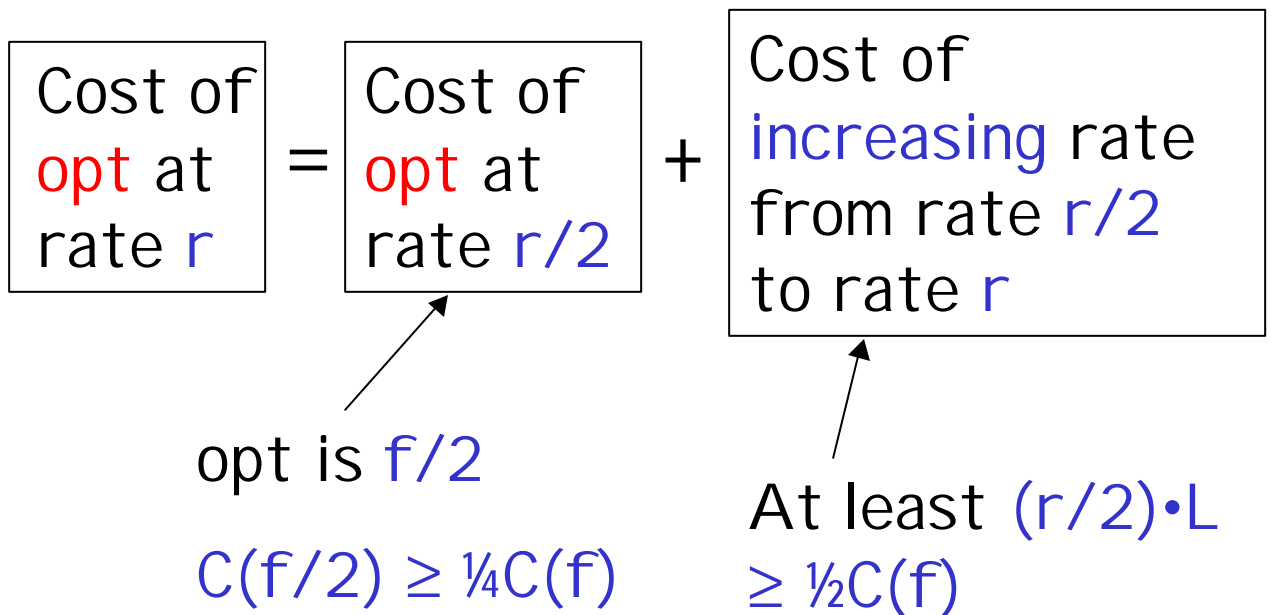 Cost of
opt at
rate r
=
Cost of
opt at
rate r/2
+
Cost of
increasing rate
from rate r/2
to rate r
opt is f/2
C(f/2) ≥ ¼C(f)
At least (r/2)•L
≥ ½C(f)